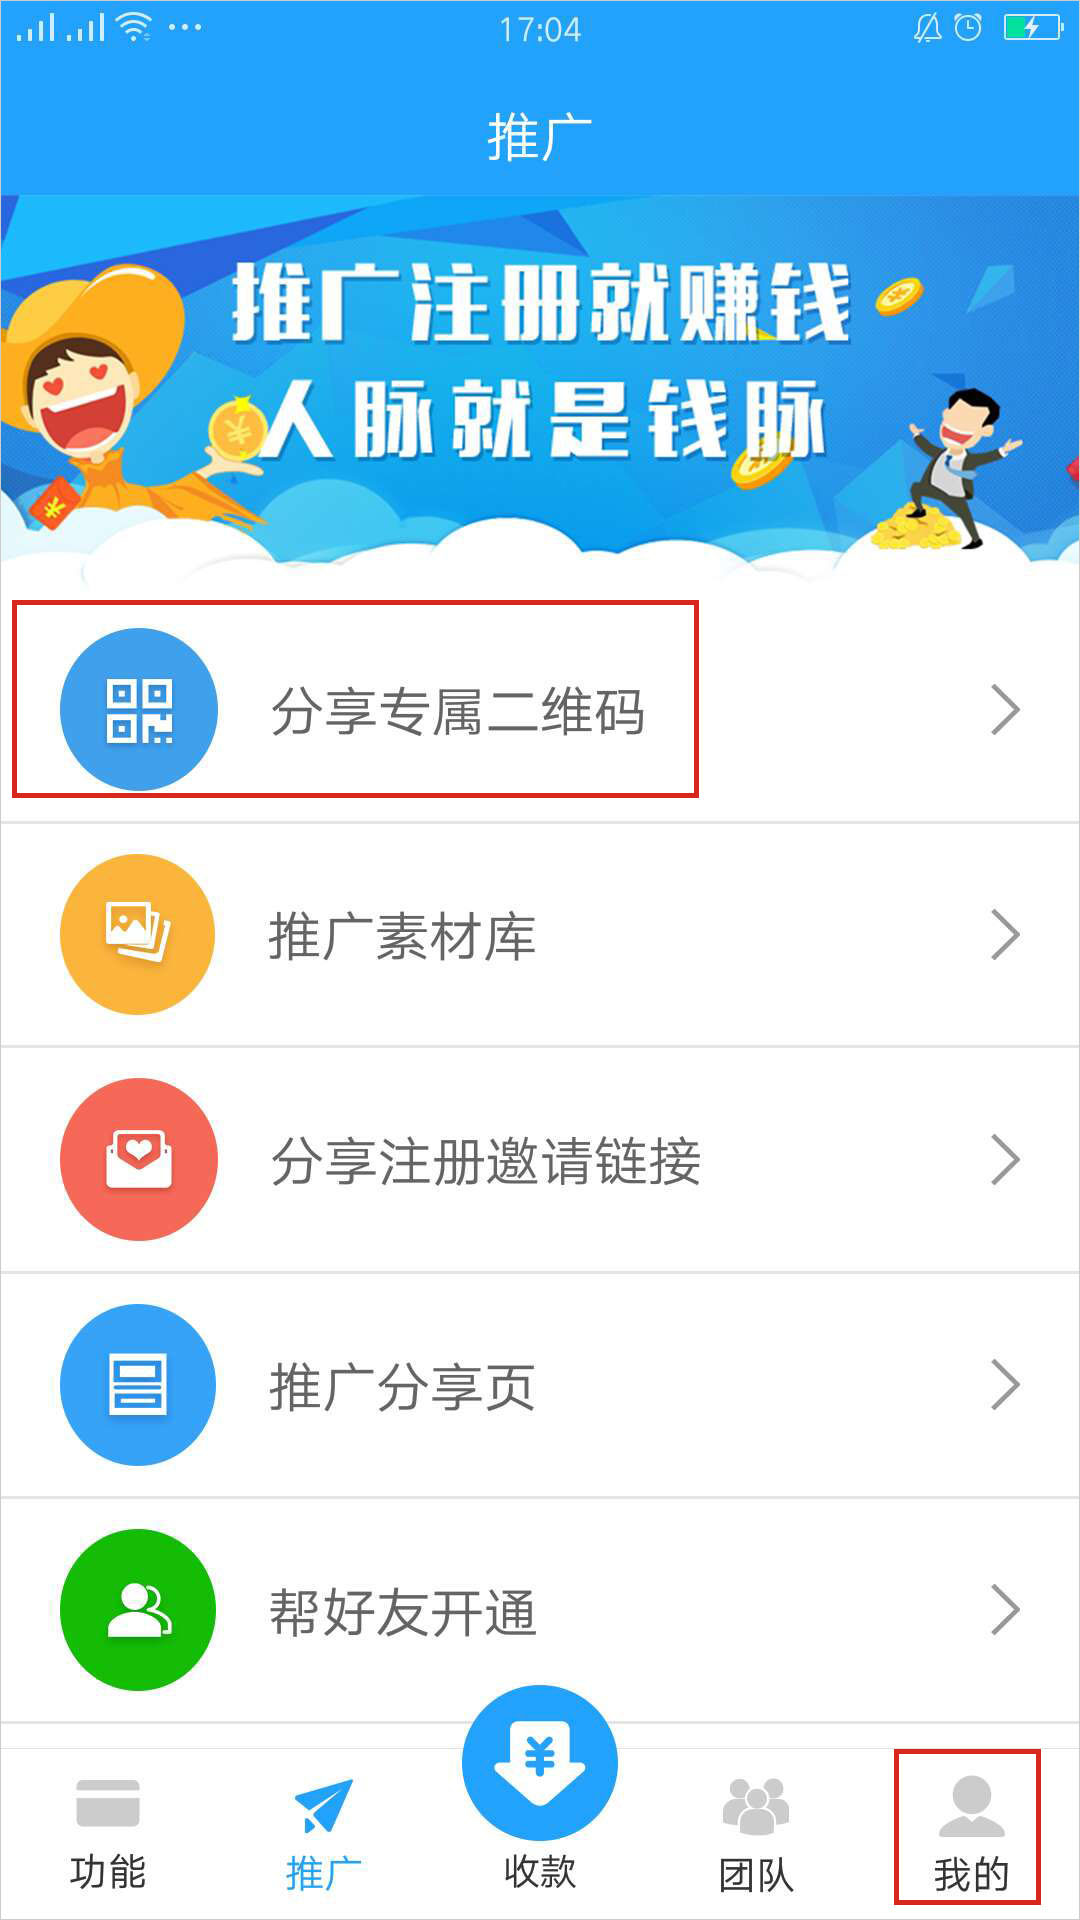 17:04
推广
推广注册就赚钱
人脉就是钱脉
分享专属二维码
推广素材库
分享注册邀请链接
推广分享页
帮好友开通
功能
推广
收款
团队
我的